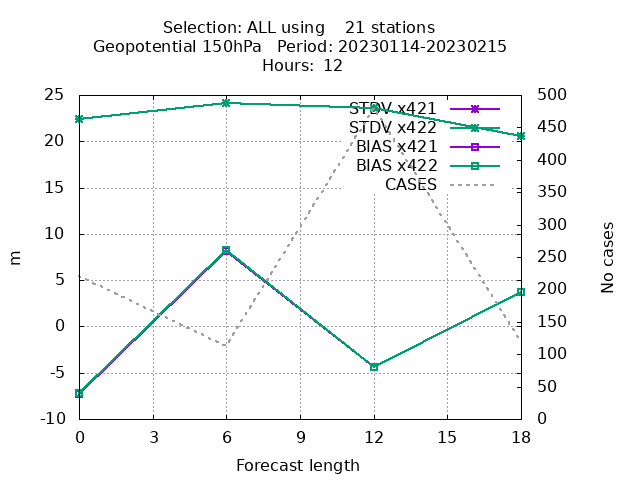 Selection: ALL using    21 stations
Geopotential 150hPa   Period: 20230114-20230215
Hours:  12
25
20
15
10
5
0
-5
-10
500
450
400
350
300
250
200
150
100
50
0
STDV x421
STDV x422
BIAS x421
BIAS x422
CASES
m
No cases
0 3 6 9 12 15 18
Forecast length